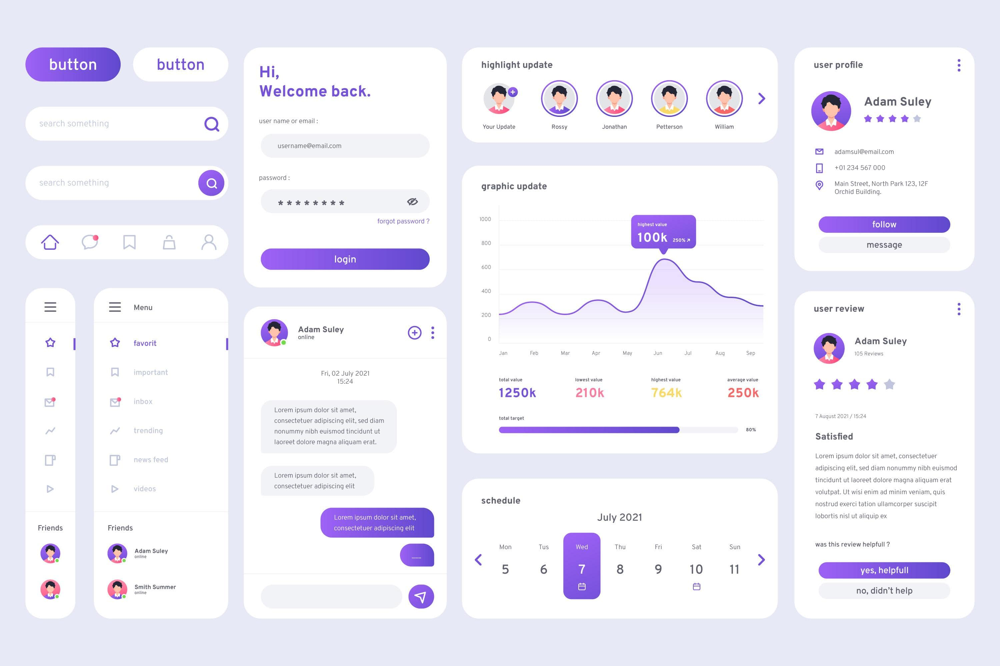 button
button
search something
search something
Menu
favorit
important
inbox
trending
news feed
videos
Friends
Friends
Adam Suley
online
Smith Summer
online
Hi,
Welcome back.
user name or email :
username@email.com
password :
********
forgot password ?
login
Adam Suley
online
Fri, 02 July 2021
15:24
Lorem ipsum dolor sit amet,
consectetuer adipiscing elit, sed diam
nonummy nibh euismod tincidunt ut
laoreet dolore magna aliquam erat.
Lorem ipsum dolor sit amet,
consectetuer adipiscing elit
Lorem ipsum dolor sit amet,
consectetuer adipiscing elit
.......
highlight update
Your Update
Rossy
Jonathan
Petterson
William
graphic update
1000
800
600
400
200
0
highest value
100k 250%
Jan Feb Mar Apr May Jun Jul Aug Sep
total value
1250k
lowest value
210k
highest value
764k
average value
250k
total target
80%
schedule
July 2021
Mon Tus Wed Thu Fri Sat Sun
5 6 7 8 9 10 11
user profile
Adam Suley
adamsul@email.com
+01 234 567 000
Main Street, North Park 123, 12F
Orchid Building.
follow
message
user review
Adam Suley
105 Reviews
7 August 2021 / 15:24
Satisfied
Lorem ipsum dolor sit amet, consectetuer
adipiscing elit, sed diam nonummy nibh euismod
tincidunt ut laoreet dolore magna aliquam erat
volutpat. Ut wisi enim ad minim veniam, quis
nostrud exerci tation ullamcorper suscipit
lobortis nisl ut aliquip ex
was this review helpfull ?
yes, helpfull
no, didn’t help